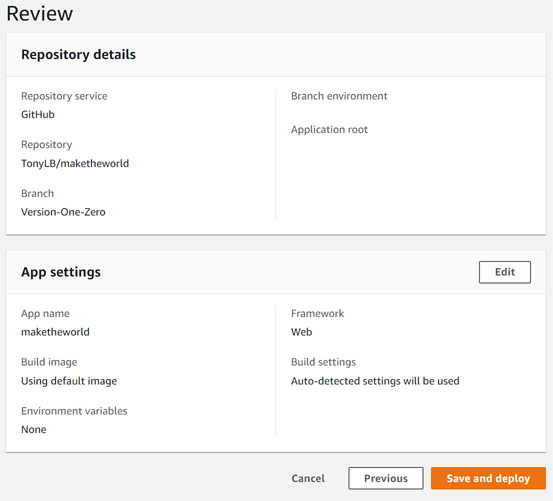 Review
Repository details
Repository service
GitHub
Repository
TonyLB/maketheworld
Branch
Version-One-Zero
Branch environment
Application root
App settings
Edit
App name
maketheworld
Build image
Using default image
Environment variables
None
Framework
Web
Build settings
Auto-detected settings will be used
Cancel
Previous
Save and deploy